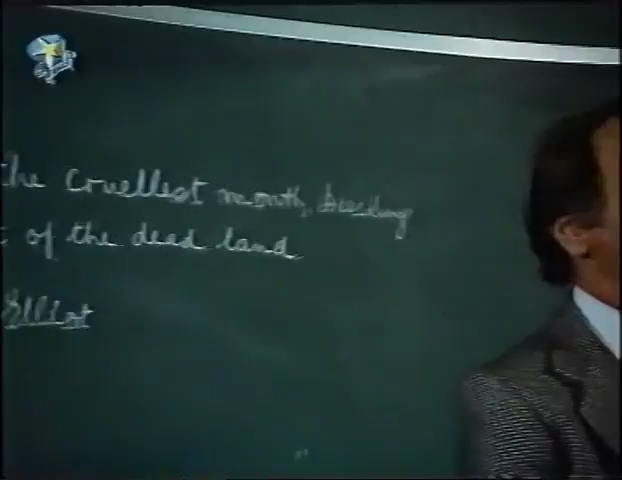 the cruellest month, breeding
t of the dead land
Elliot